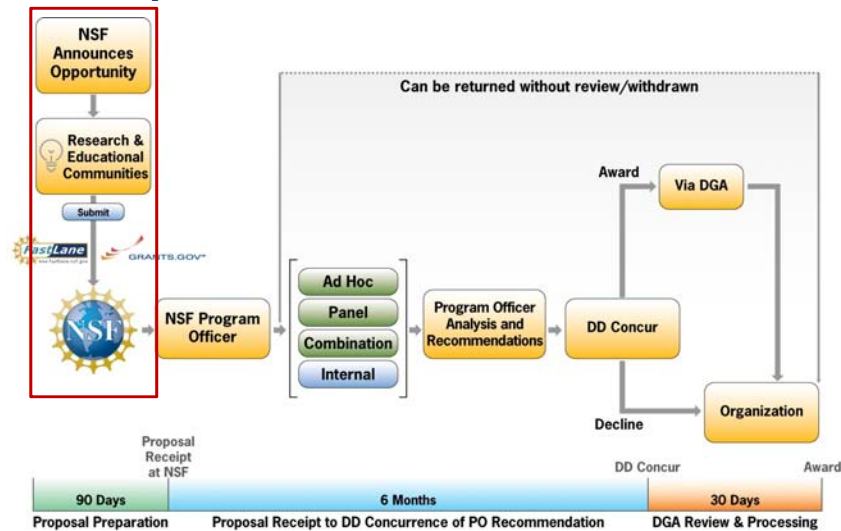 NSF
Announces
Opportunity
Research &
Educational
Communities
Submit
FastLane
GRANTS.GOV
NSF
NSF Program
Officer
Can be returned without review/withdrawn
Ad Hoc
Panel
Combination
Internal
Program Officer
Analysis and
Recommendations
DD Concur
Award
Via DGA
Decline
Organization
Proposal
Receipt
at NSF
DD Concur
Award
90 Days
6 Months
30 Days
Proposal Preparation
Proposal Receipt to DD Concurrence of PO Recommendation
DGA Review & Processing